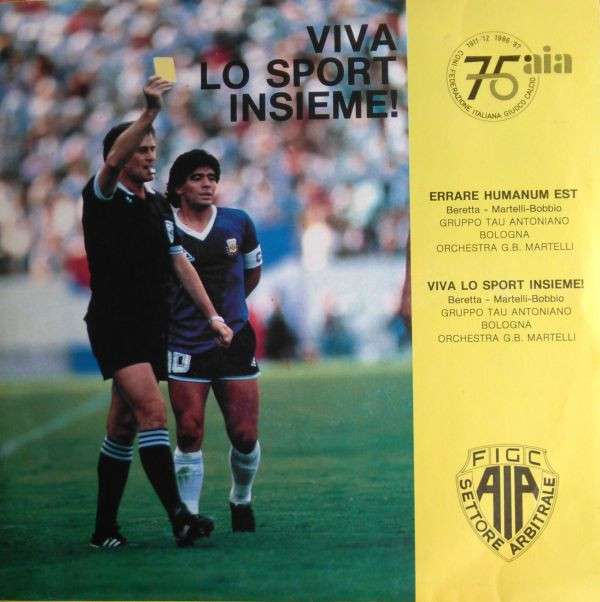 VIVA
LO SPORT
INSIEME!
1911-12 1986-87
CONI FEDERAZIONE ITALIANA GIUOCO CALCIO
75 aia
ERRARE HUMANUM EST
Beretta - Martelli-Bobbio
GRUPPO TAU ANTONIANO
BOLOGNA
ORCHESTRA G.B. MARTELLI
VIVA LO SPORT INSIEME!
Beretta - Martelli-Bobbio
GRUPPO TAU ANTONIANO
BOLOGNA
ORCHESTRA G.B. MARTELLI
FIGC
AIA
SETTORE ARBITRALE
10